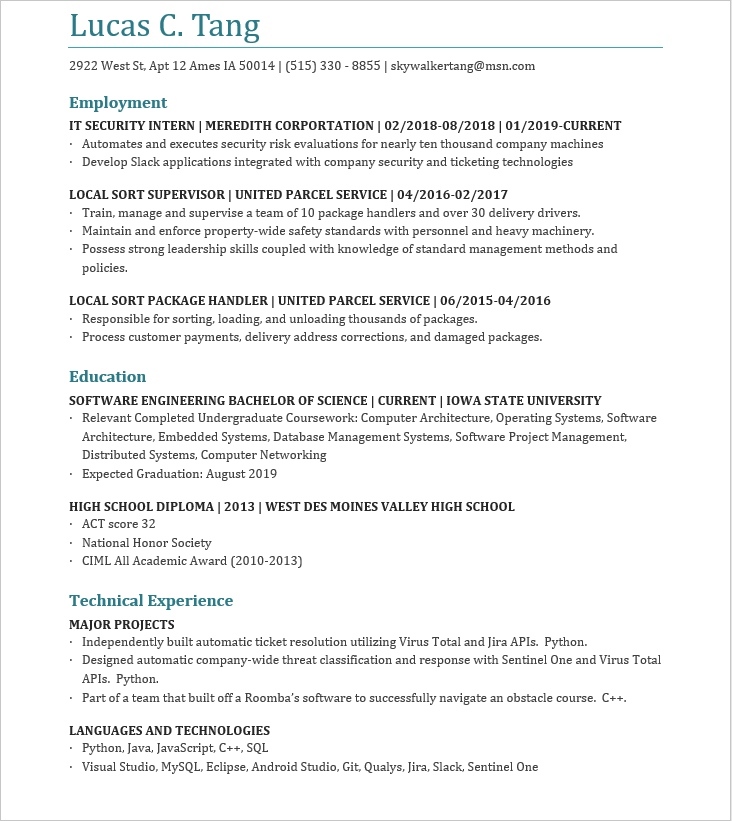 Lucas C. Tang
2922 West St, Apt 12 Ames IA 50014 | (515) 330 - 8855 | skywalkertang@msn.com
Employment
IT SECURITY INTERN | MEREDITH CORPORTATION | 02/2018-08/2018 | 01/2019-CURRENT
· Automates and executes security risk evaluations for nearly ten thousand company machines
· Develop Slack applications integrated with company security and ticketing technologies
LOCAL SORT SUPERVISOR | UNITED PARCEL SERVICE | 04/2016-02/2017
· Train, manage and supervise a team of 10 package handlers and over 30 delivery drivers.
· Maintain and enforce property-wide safety standards with personnel and heavy machinery.
· Possess strong leadership skills coupled with knowledge of standard management methods and
policies.
LOCAL SORT PACKAGE HANDLER | UNITED PARCEL SERVICE | 06/2015-04/2016
· Responsible for sorting, loading, and unloading thousands of packages.
· Process customer payments, delivery address corrections, and damaged packages.
Education
SOFTWARE ENGINEERING BACHELOR OF SCIENCE | CURRENT | IOWA STATE UNIVERSITY
· Relevant Completed Undergraduate Coursework: Computer Architecture, Operating Systems, Software
Architecture, Embedded Systems, Database Management Systems, Software Project Management,
Distributed Systems, Computer Networking
· Expected Graduation: August 2019
HIGH SCHOOL DIPLOMA | 2013 | WEST DES MOINES VALLEY HIGH SCHOOL
· ACT score 32
· National Honor Society
· CIML All Academic Award (2010-2013)
Technical Experience
MAJOR PROJECTS
· Independently built automatic ticket resolution utilizing Virus Total and Jira APIs. Python.
· Designed automatic company-wide threat classification and response with Sentinel One and Virus Total
APIs. Python.
· Part of a team that built off a Roomba's software to successfully navigate an obstacle course. C++.
LANGUAGES AND TECHNOLOGIES
· Python, Java, JavaScript, C++, SQL
· Visual Studio, MySQL, Eclipse, Android Studio, Git, Qualys, Jira, Slack, Sentinel One